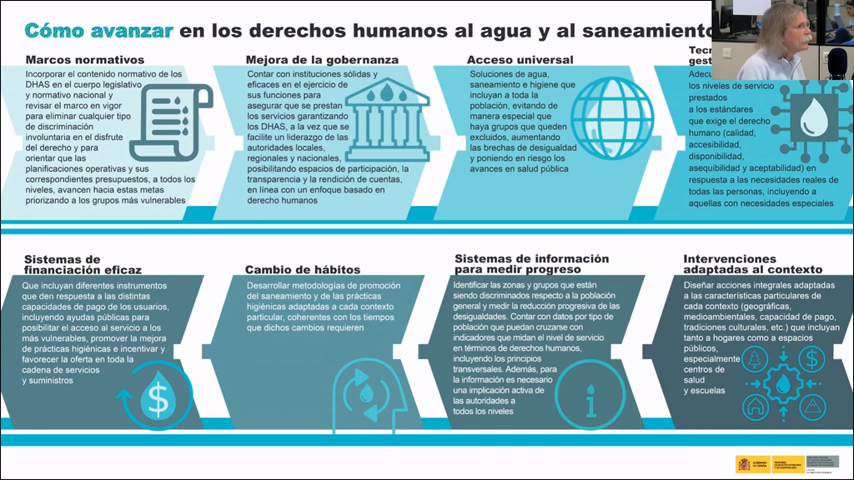 Cómo avanzar en los derechos humanos al agua y al saneamiento
Marcos normativos
Incorporar el contenido normativo de los
DHAS en el cuerpo legislativo
y normativo nacional y
revisar el marco en vigor
para eliminar cualquier tipo
de discriminación
involuntaria en el disfrute
del derecho y para
orientar que las
planificaciones operativas y sus
correspondientes presupuestos, a todos los
niveles, avancen hacia estas metas
priorizando a los grupos más vulnerables
Mejora de la gobernanza
Contar con instituciones sólidas y
eficaces en el ejercicio de
sus funciones para
asegurar que se prestan
los servicios garantizando
los DHAS, a la vez que se
facilite un liderazgo de las
autoridades locales,
regionales y nacionales,
posibilitando espacios de participación, la
transparencia y la rendición de cuentas,
en línea con un enfoque basado en
derecho humanos
Acceso universal
Soluciones de agua,
saneamiento e higiene que
incluyan a toda la
población, evitando de
manera especial que
haya grupos que queden
excluidos, aumentando
las brechas de desigualdad
y poniendo en riesgo los
avances en salud pública
los niveles de servicio
prestados
a los estándares
que exige el derecho
humano (calidad,
accesibilidad,
disponibilidad,
asequibilidad y aceptabilidad) en
respuesta a las necesidades reales de
todas las personas, incluyendo a
aquellas con necesidades especiales
Sistemas de
financiación eficaz
Que incluyan diferentes instrumentos
que den respuesta a las distintas
capacidades de pago de los usuarios,
incluyendo ayudas públicas para
posibilitar el acceso al servicio a los
más vulnerables, promover la mejora
de prácticas higiénicas e incentivar y
favorecer la oferta en toda la
cadena de servicios
y suministros
$
Cambio de hábitos
Desarrollar metodologías de promoción
del saneamiento y de las prácticas
higiénicas adaptadas a cada contexto
particular, coherentes con los tiempos
que dichos cambios requieren
Sistemas de información
para medir progreso
Identificar las zonas y grupos que están
siendo discriminados respecto a la población
general y medir la reducción progresiva de las
desigualdades. Contar con datos por tipo de
población que puedan cruzarse con
indicadores que midan el nivel de servicio
en términos de derechos humanos,
incluyendo los principios
transversales. Además, para
la información es necesario
una implicación activa de
las autoridades a
todos los niveles
i
Intervenciones
adaptadas al contexto
Diseñar acciones integrales adaptadas
a las características particulares de
cada contexto (geográficas,
medioambientales, capacidad de pago,
tradiciones culturales, etc.) que incluyan
tanto a hogares como a espacios
públicos,
especialmente
centros de
salud
y escuelas
$